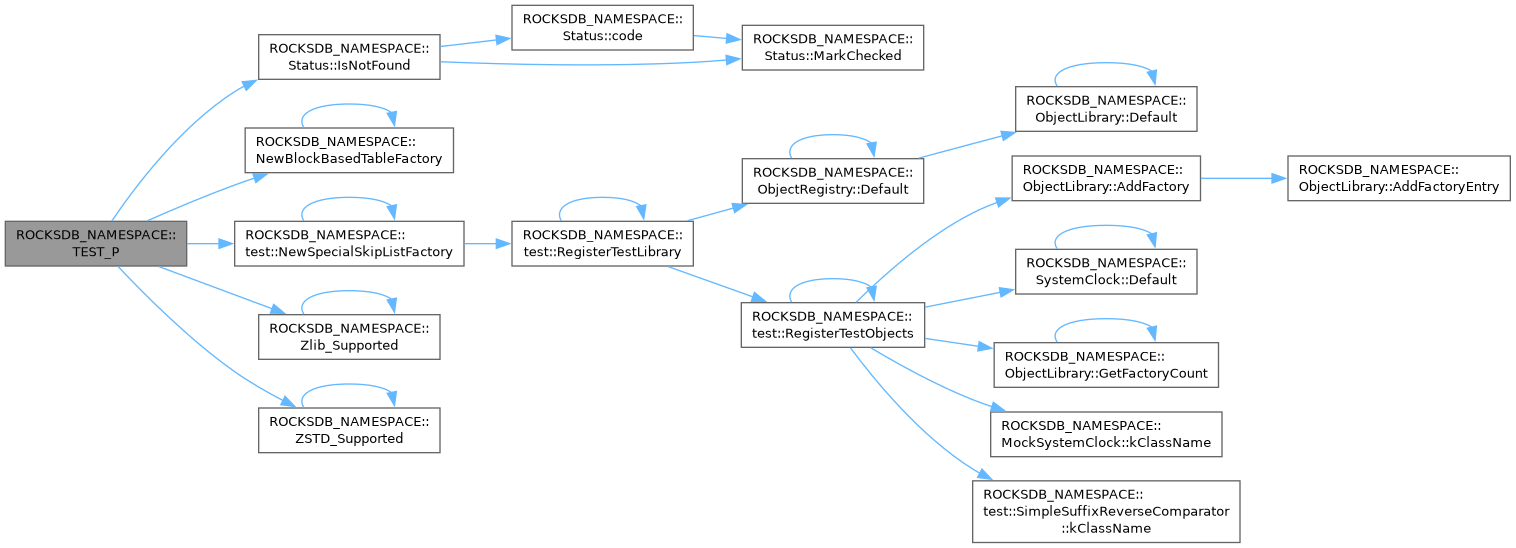 ROCKSDB_NAMESPACE::
TEST_P
ROCKSDB_NAMESPACE::
Status::IsNotFound
ROCKSDB_NAMESPACE::
Status::code
ROCKSDB_NAMESPACE::
Status::MarkChecked
ROCKSDB_NAMESPACE::
NewBlockBasedTableFactory
ROCKSDB_NAMESPACE::
test::NewSpecialSkipListFactory
ROCKSDB_NAMESPACE::
test::RegisterTestLibrary
ROCKSDB_NAMESPACE::
ObjectRegistry::Default
ROCKSDB_NAMESPACE::
ObjectLibrary::Default
ROCKSDB_NAMESPACE::
test::RegisterTestObjects
ROCKSDB_NAMESPACE::
ObjectLibrary::AddFactory
ROCKSDB_NAMESPACE::
ObjectLibrary::AddFactoryEntry
ROCKSDB_NAMESPACE::
SystemClock::Default
ROCKSDB_NAMESPACE::
ObjectLibrary::GetFactoryCount
ROCKSDB_NAMESPACE::
MockSystemClock::kClassName
ROCKSDB_NAMESPACE::
test::SimpleSuffixReverseComparator
::kClassName
ROCKSDB_NAMESPACE::
Zlib_Supported
ROCKSDB_NAMESPACE::
ZSTD_Supported